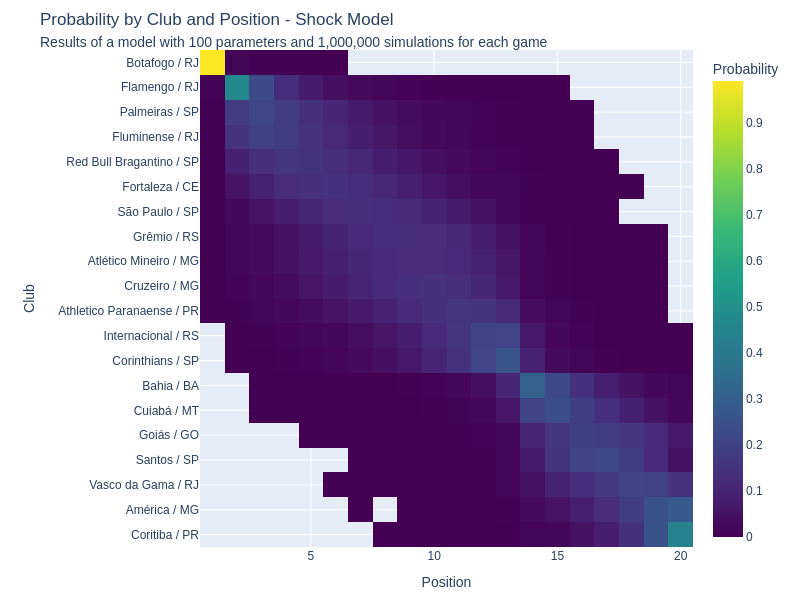 Probability by Club and Position - Shock Model
Results of a model with 100 parameters and 1,000,000 simulations for each game
Probability
Botafogo / RJ
Flamengo / RJ
Palmeiras / SP
Fluminense / RJ
Red Bull Bragantino / SP
Fortaleza / CE
São Paulo / SP
Grêmio / RS
Atlético Mineiro / MG
Cruzeiro / MG
Athletico Paranaense / PR
Internacional / RS
Corinthians / SP
Bahia / BA
Cuiabá / MT
Goiás / GO
Santos / SP
Vasco da Gama / RJ
América / MG
Coritiba / PR
Club
5
10
15
20
Position
0.9
0.8
0.7
0.6
0.5
0.4
0.3
0.2
0.1
0